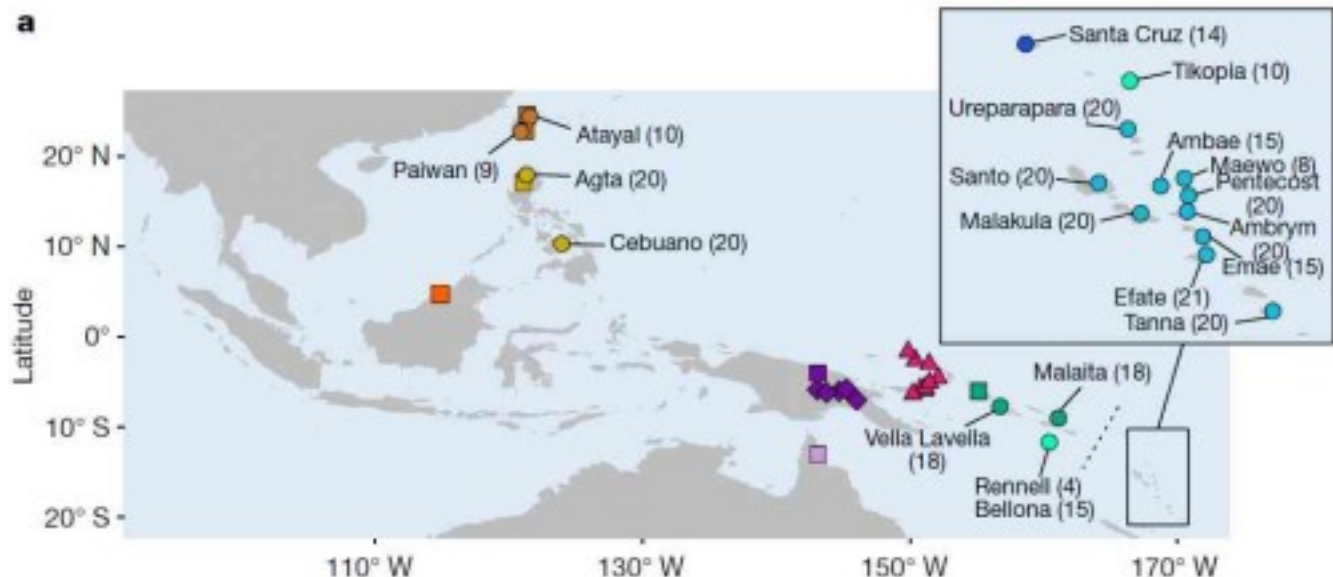 a
Santa Cruz (14)
Tikopia (10)
Ureparapara (20)
Ambae (15)
Maewo (8)
Pentecost
(20)
Santo (20)
Malakula (20)
Ambrym
(20)
Emae (15)
Efate (21)
Tanna (20)
Atayal (10)
Paiwan (9)
Agta (20)
Cebuano (20)
Malaita (18)
Vella Lavella
(18)
Rennell (4)
Bellona (15)
Latitude
20° N
10° N
0°
10° S
20° S
110° W
130° W
150° W
170° W